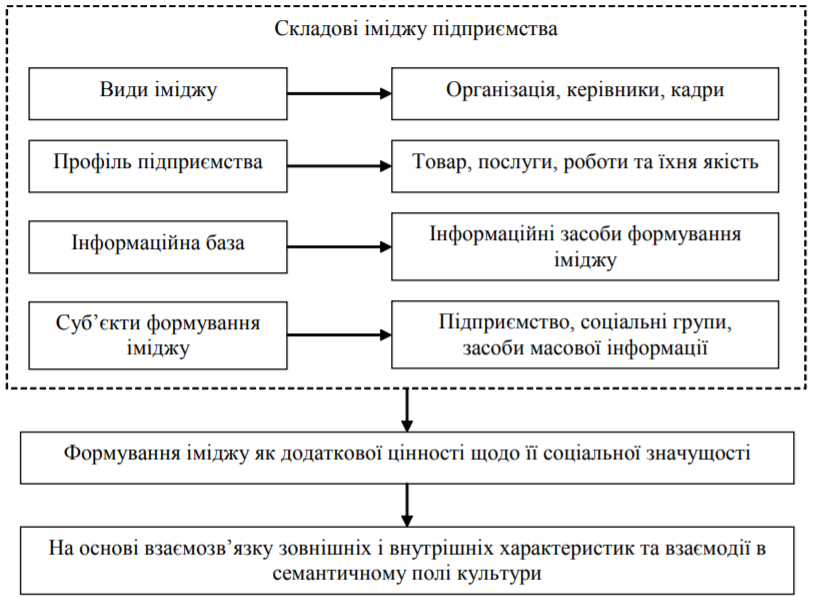 Складові іміджу підприємства
Види іміджу
Організація, керівники, кадри
Профіль підприємства
Товар, послуги, роботи та їхня якість
Інформаційна база
Інформаційні засоби формування
іміджу
Суб’єкти формування
іміджу
Підприємство, соціальні групи,
засоби масової інформації
Формування іміджу як додаткової цінності щодо її соціальної значущості
На основі взаємозв’язку зовнішніх і внутрішніх характеристик та взаємодії в
семантичному полі культури